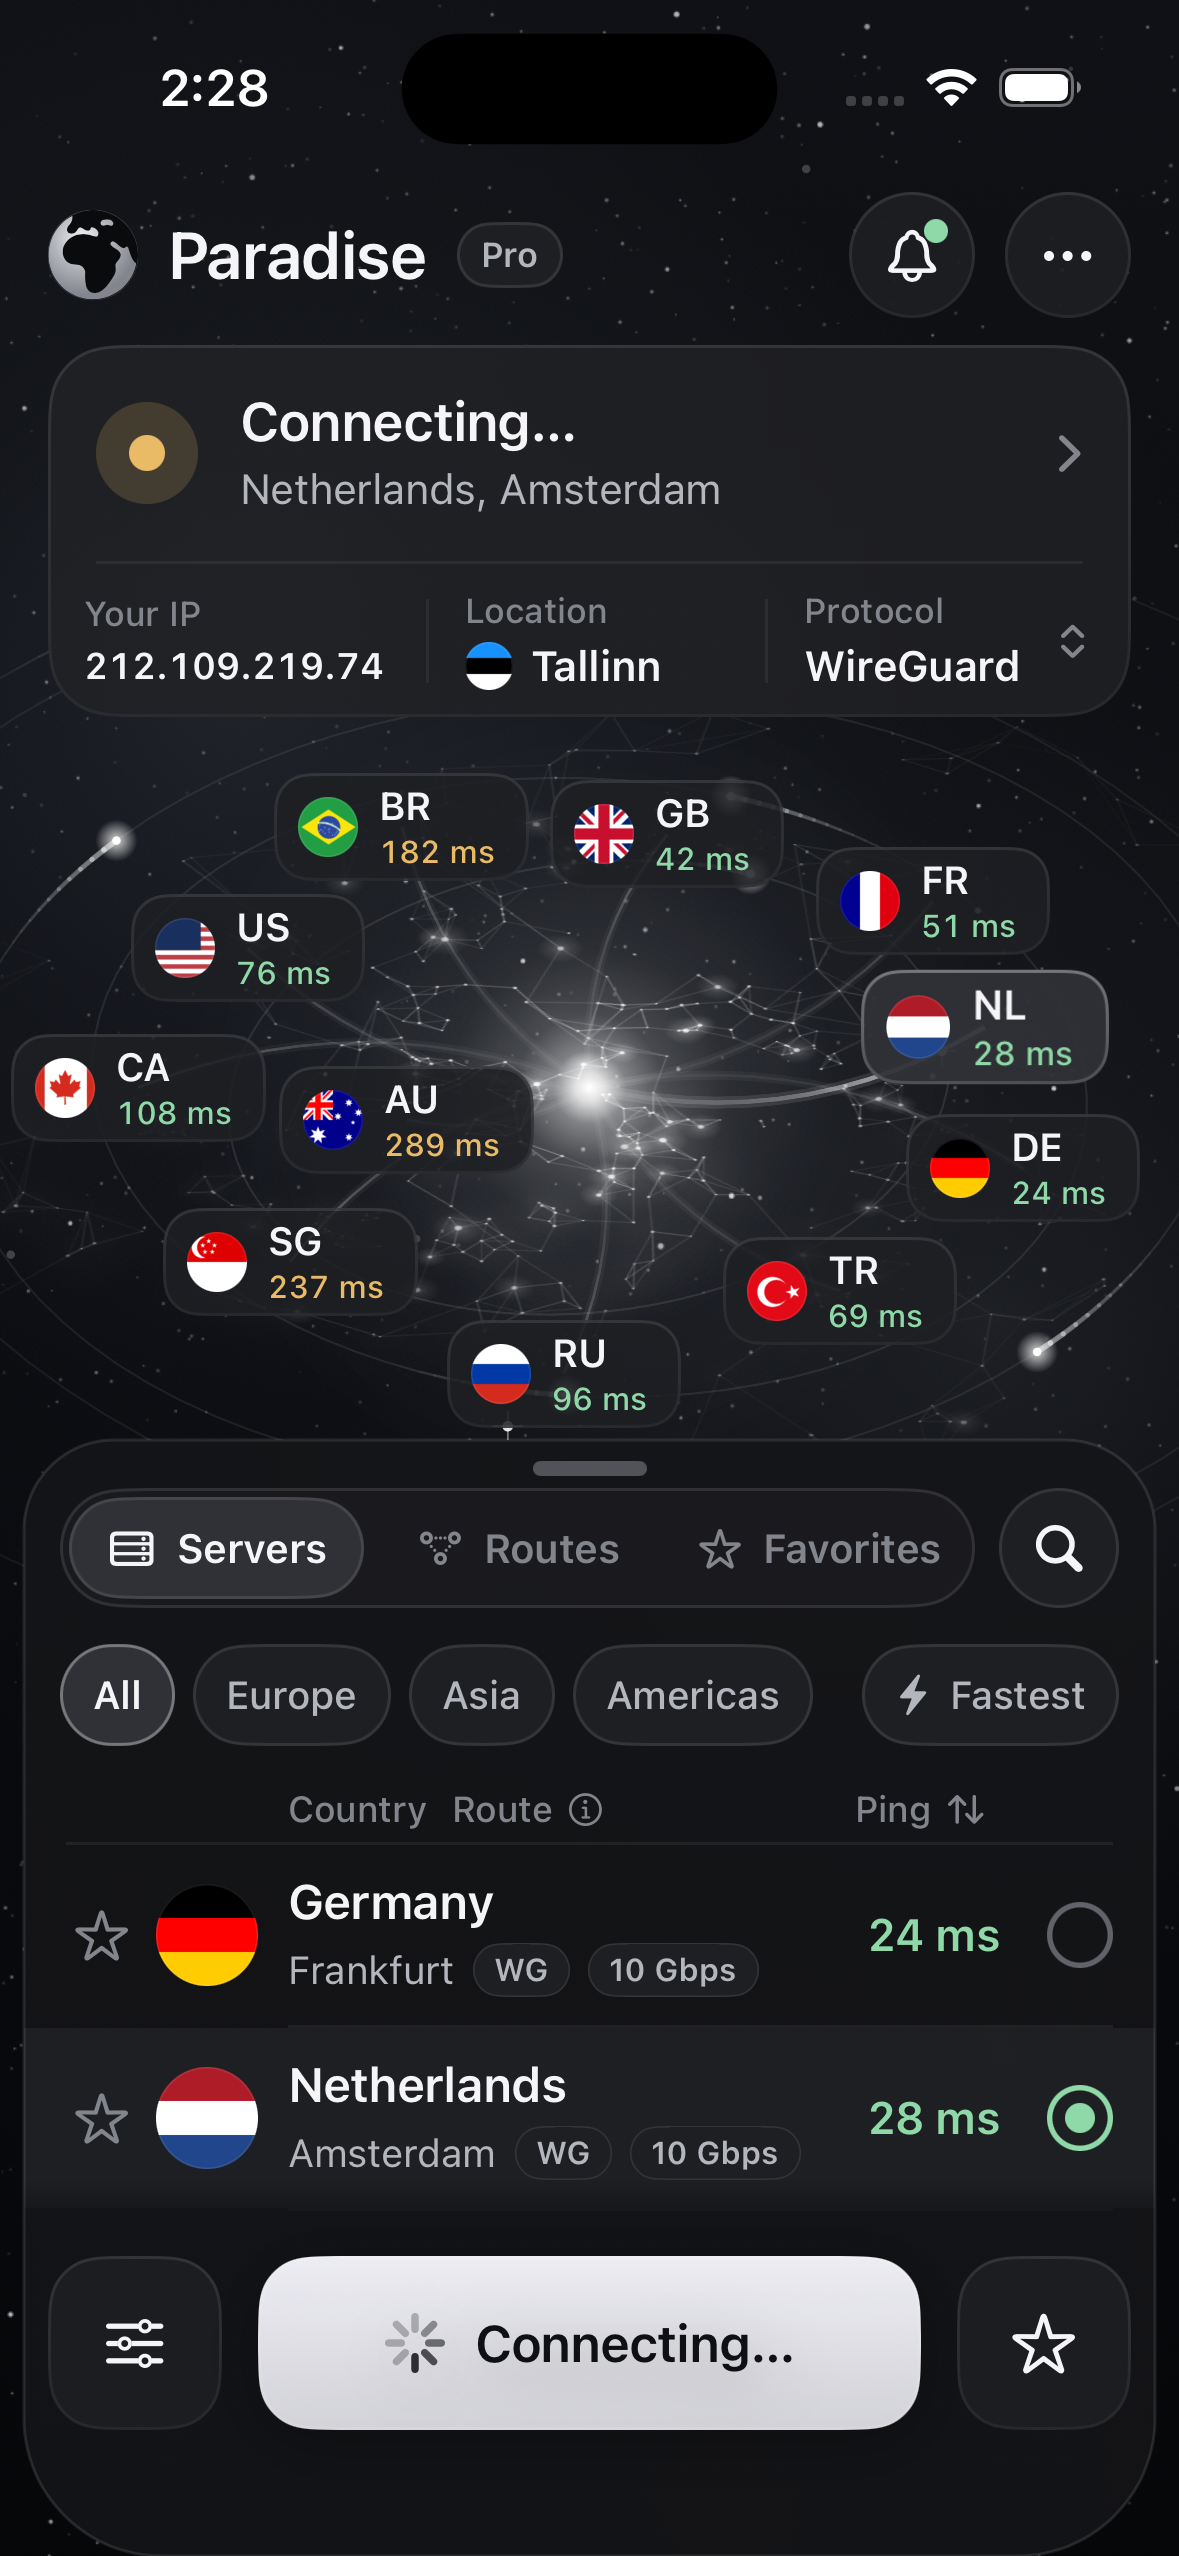 2:28
Paradise Pro
Connecting...
Netherlands, Amsterdam
Your IP
212.109.219.74
Location
Tallinn
Protocol
WireGuard
BR
182 ms
GB
42 ms
FR
51 ms
US
76 ms
NL
28 ms
CA
108 ms
AU
289 ms
DE
24 ms
SG
237 ms
TR
69 ms
RU
96 ms
Servers Routes Favorites
All Europe Asia Americas Fastest
Country Route Ping
Germany
Frankfurt WG 10 Gbps
24 ms
Netherlands
Amsterdam WG 10 Gbps
28 ms
Connecting...